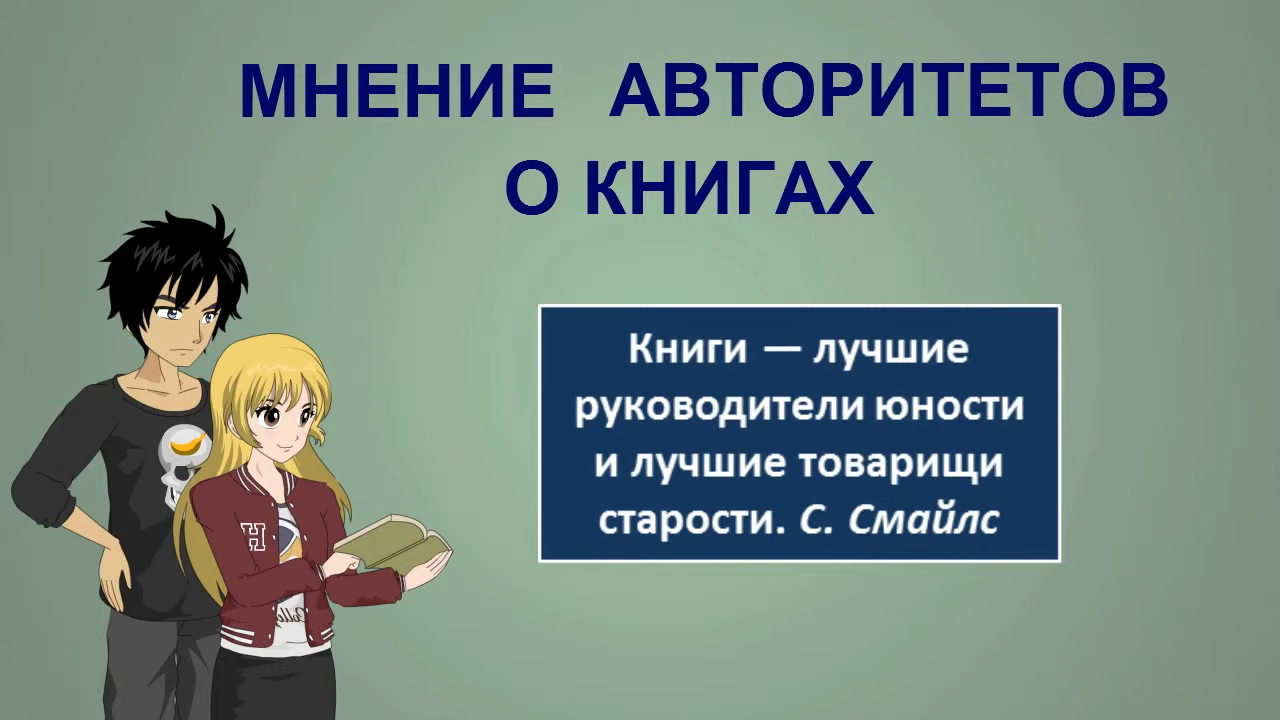 МНЕНИЕ АВТОРИТЕТОВ
О КНИГАХ
Книги — лучшие
руководители юности
и лучшие товарищи
старости. С. Смайлс
H